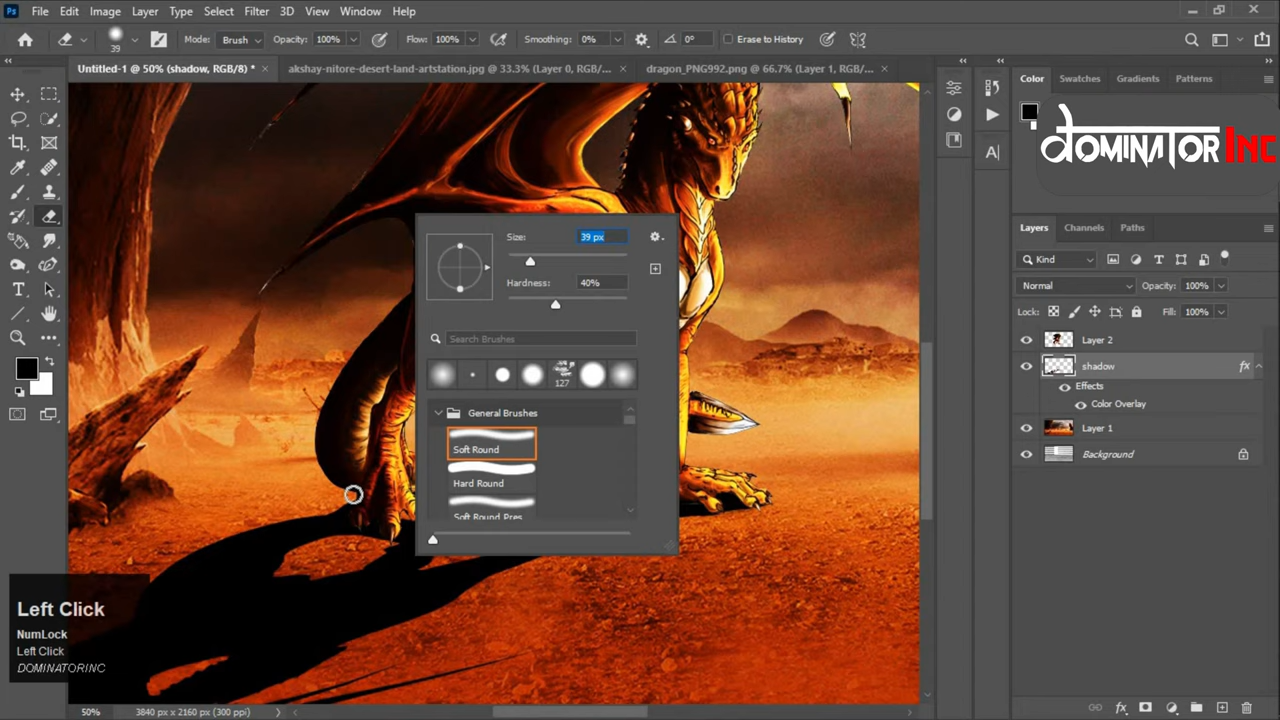 Ps File Edit Image Layer Type Select Filter 3D View Window Help
39 Mode: Brush Opacity: 100% Flow: 100% Smoothing: 0% 0° Erase to History
Untitled-1 @ 50% (shadow, RGB/8) * × akshay-nitore-desert-land-artstation.jpg @ 33.3% (Layer 0, RGB/... × dragon_PNG992.png @ 66.7% (Layer 1, RGB/... ×
Color Swatches Gradients Patterns
DOMINATOR Inc
Size: 39 px
Hardness: 40%
Search Brushes
127
General Brushes
Soft Round
Hard Round
Soft Round Pres
Layers Channels Paths
Kind
Normal Opacity: 100%
Lock: Fill: 100%
Layer 2
shadow fx
Effects
Color Overlay
Layer 1
Background
Left Click
NumLock
Left Click
DOMINATORINC
50% 3840 px x 2160 px (300 ppi)
fx